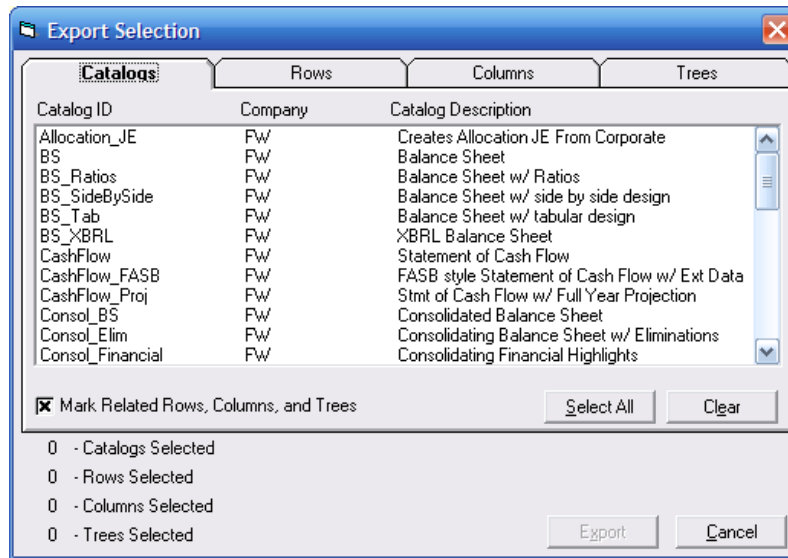 Export Selection
Catalogs Rows Columns Trees
Catalog ID Company Catalog Description
Allocation_JE FW Creates Allocation JE From Corporate
BS FW Balance Sheet
BS_Ratios FW Balance Sheet w/ Ratios
BS_SideBySide FW Balance Sheet w/ side by side design
BS_Tab FW Balance Sheet w/ tabular design
BS_XBRL FW XBRL Balance Sheet
CashFlow FW Statement of Cash Flow
CashFlow_FASB FW FASB style Statement of Cash Flow w/ Ext Data
CashFlow_Proj FW Stmt of Cash Flow w/ Full Year Projection
Consol_BS FW Consolidated Balance Sheet
Consol_Elim FW Consolidating Balance Sheet w/ Eliminations
Consol_Financial FW Consolidating Financial Highlights
Mark Related Rows, Columns, and Trees Select All Clear
0 - Catalogs Selected
0 - Rows Selected
0 - Columns Selected
0 - Trees Selected Export Cancel